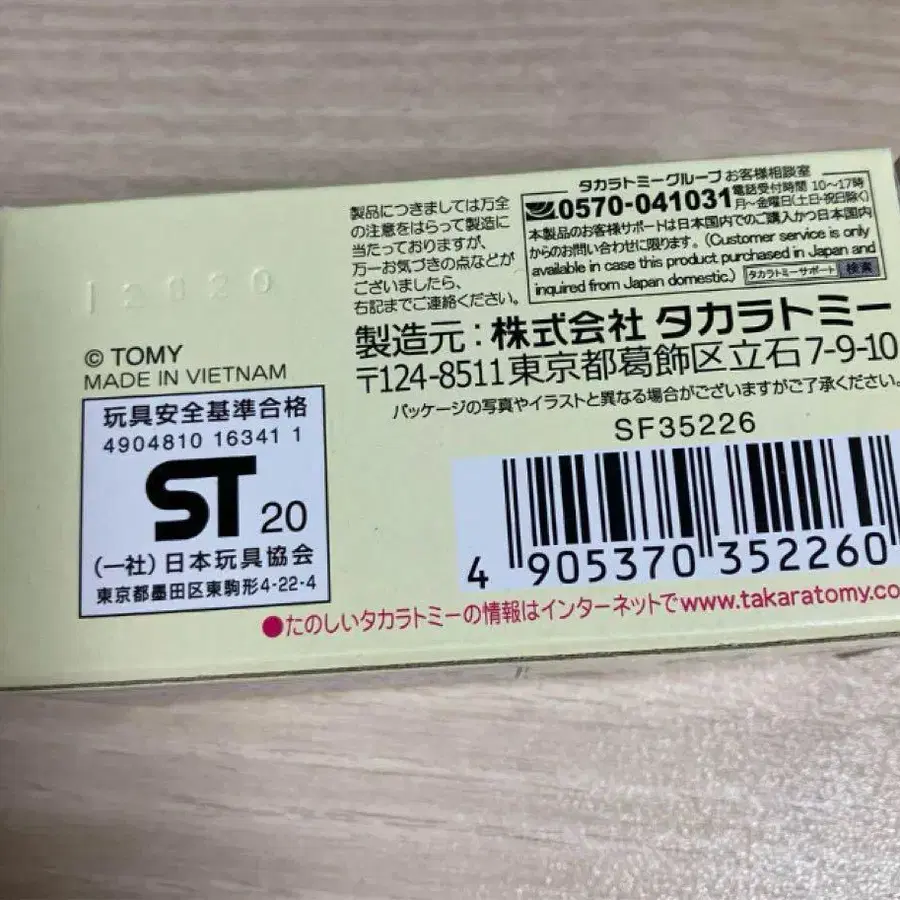 12020
© TOMY
MADE IN VIETNAM
玩具安全基準合格
4904810 16341 1
ST 20
(一社)日本玩具協会
東京都墨田区東駒形4-22-4
製品につきましては万全
の注意をはらって製造に
当たっておりますが、
万一お気づきの点などが
ございましたら、
右記までご連絡ください。
タカラトミーグループ お客様相談室
0570-041031 電話受付時間 10~17時
月~金曜日(土日・祝日除く)
本製品のお客様サポートは日本国内でのご購入かつ日本国内
からのお問い合わせに限ります。(Customer service is only
available in case this product purchased in Japan and
inquired from Japan domestic.) タカラトミーサポート 検索
製造元:株式会社 タカラトミー
〒124-8511東京都葛飾区立石7-9-10
パッケージの写真やイラストと異なる場合がございますがご了承ください。
SF35226
4 905370 352260
●たのしいタカラトミーの情報はインターネットでwww.takaratomy.co